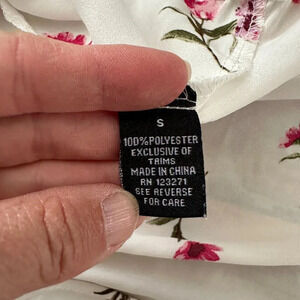 S
100%POLYESTER
EXCLUSIVE OF
TRIMS
MADE IN CHINA
RN 123271
SEE REVERSE
FOR CARE